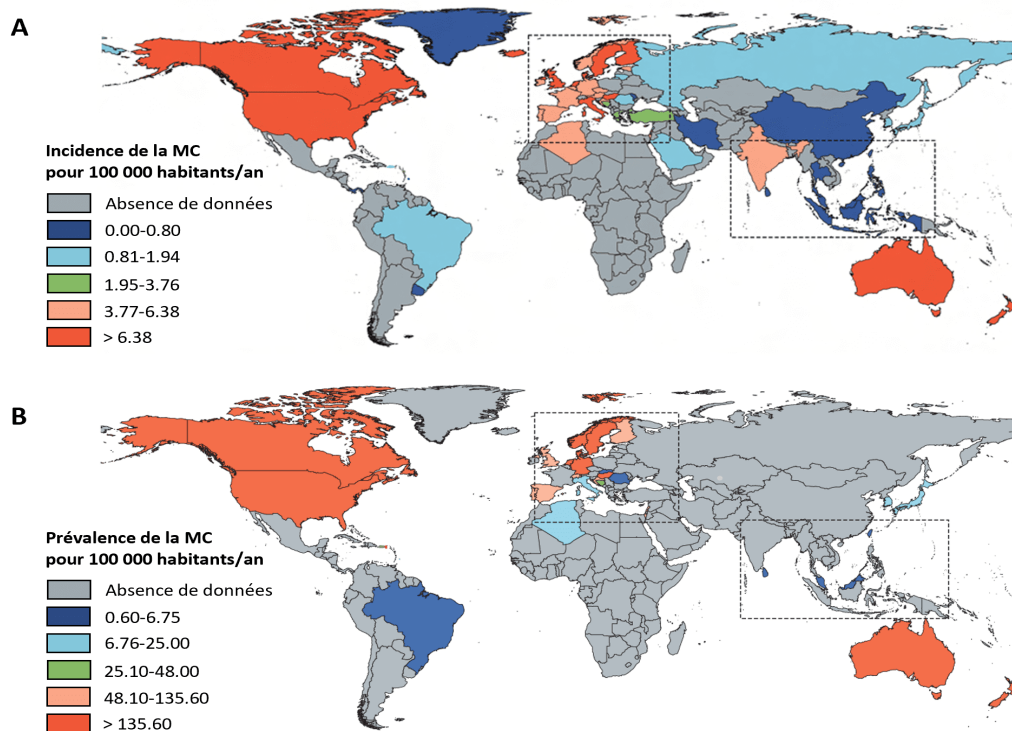 A
Incidence de la MC
pour 100 000 habitants/an
Absence de données
0.00-0.80
0.81-1.94
1.95-3.76
3.77-6.38
> 6.38
B
Prévalence de la MC
pour 100 000 habitants/an
Absence de données
0.60-6.75
6.76-25.00
25.10-48.00
48.10-135.60
> 135.60